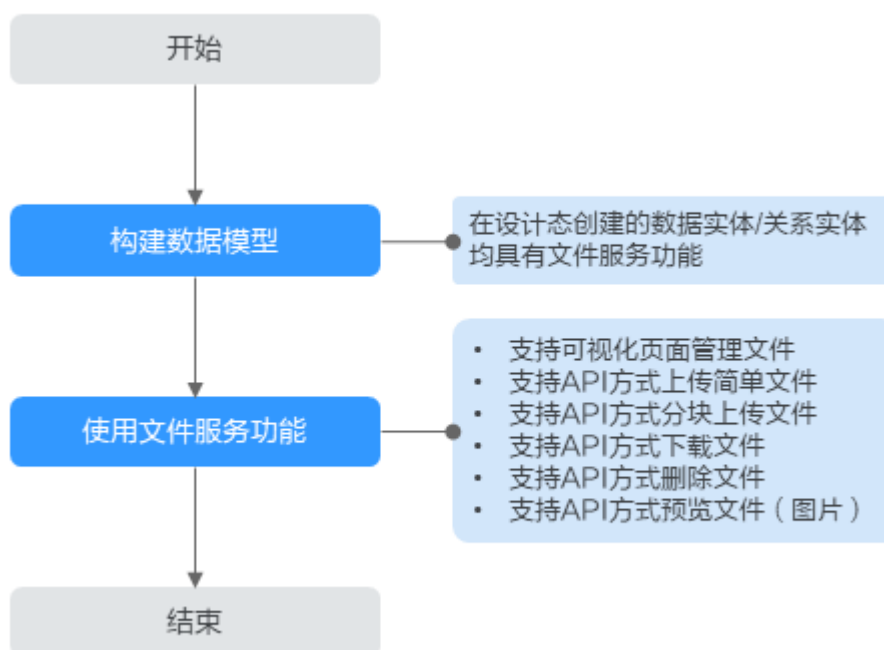 开始
构建数据模型
在设计态创建的数据实体/关系实体
均具有文件服务功能
使用文件服务功能
• 支持可视化页面管理文件
• 支持API方式上传简单文件
• 支持API方式分块上传文件
• 支持API方式下载文件
• 支持API方式删除文件
• 支持API方式预览文件（图片）
结束